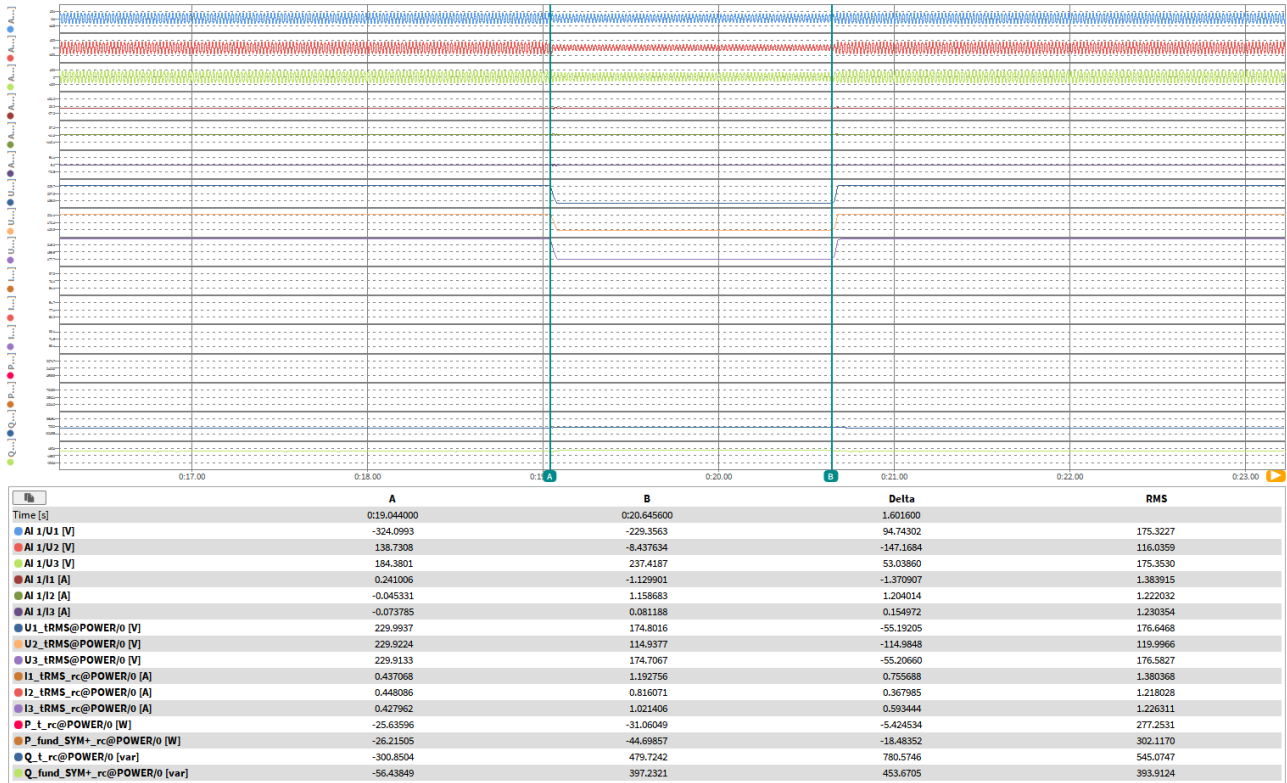 A...]
A...]
A...]
A...]
A...]
A...]
U...]
U...]
U...]
I...]
I...]
I...]
P...]
P...]
Q...]
Q...]
0:17.00 0:18.00 A 0:20.00 B 0:21.00 0:22.00 0:23.00
A B Delta RMS
Time [s] 0:19.044000 0:20.645600 1.601600
AI 1/U1 [V] -324.0993 -229.3563 94.74302 175.3227
AI 1/U2 [V] 138.7308 -8.437634 -147.1684 116.0359
AI 1/U3 [V] 184.3801 237.4187 53.03860 175.3530
AI 1/I1 [A] 0.241006 -1.129901 -1.370907 1.383915
AI 1/I2 [A] -0.045331 1.158683 1.204014 1.222032
AI 1/I3 [A] -0.073785 0.081188 0.154972 1.230354
U1_tRMS@POWER/0 [V] 229.9937 174.8016 -55.19205 176.6468
U2_tRMS@POWER/0 [V] 229.9224 114.9377 -114.9848 119.9966
U3_tRMS@POWER/0 [V] 229.9133 174.7067 -55.20660 176.5827
I1_tRMS_rc@POWER/0 [A] 0.437068 1.192756 0.755688 1.380368
I2_tRMS_rc@POWER/0 [A] 0.448086 0.816071 0.367985 1.218028
I3_tRMS_rc@POWER/0 [A] 0.427962 1.021406 0.593444 1.226311
P_t_rc@POWER/0 [W] -25.63596 -31.06049 -5.424534 277.2531
P_fund_SYM+_rc@POWER/0 [W] -26.21505 -44.69857 -18.48352 302.1170
Q_t_rc@POWER/0 [var] -300.8504 479.7242 780.5746 545.0747
Q_fund_SYM+_rc@POWER/0 [var] -56.43849 397.2321 453.6705 393.9124